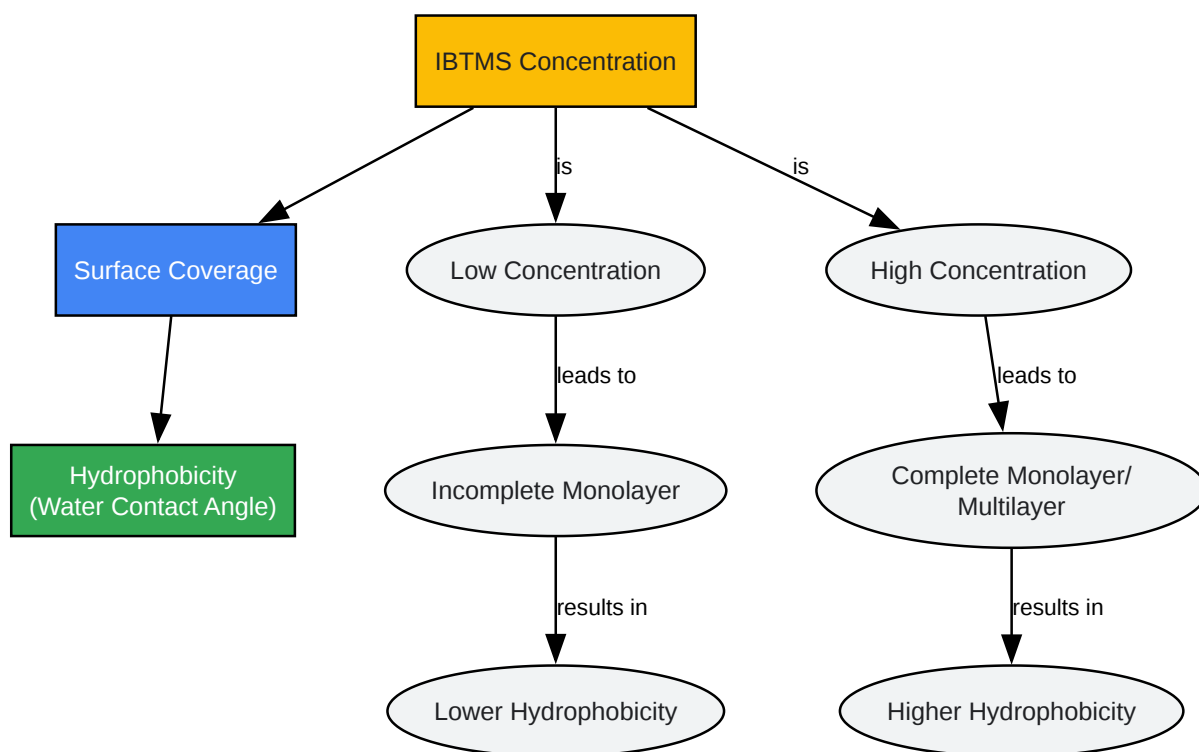 IBTMS Concentration
is
is
Surface Coverage
Low Concentration
High Concentration
leads to
leads to
Hydrophobicity
(Water Contact Angle)
Incomplete Monolayer
Complete Monolayer/
Multilayer
results in
results in
Lower Hydrophobicity
Higher Hydrophobicity